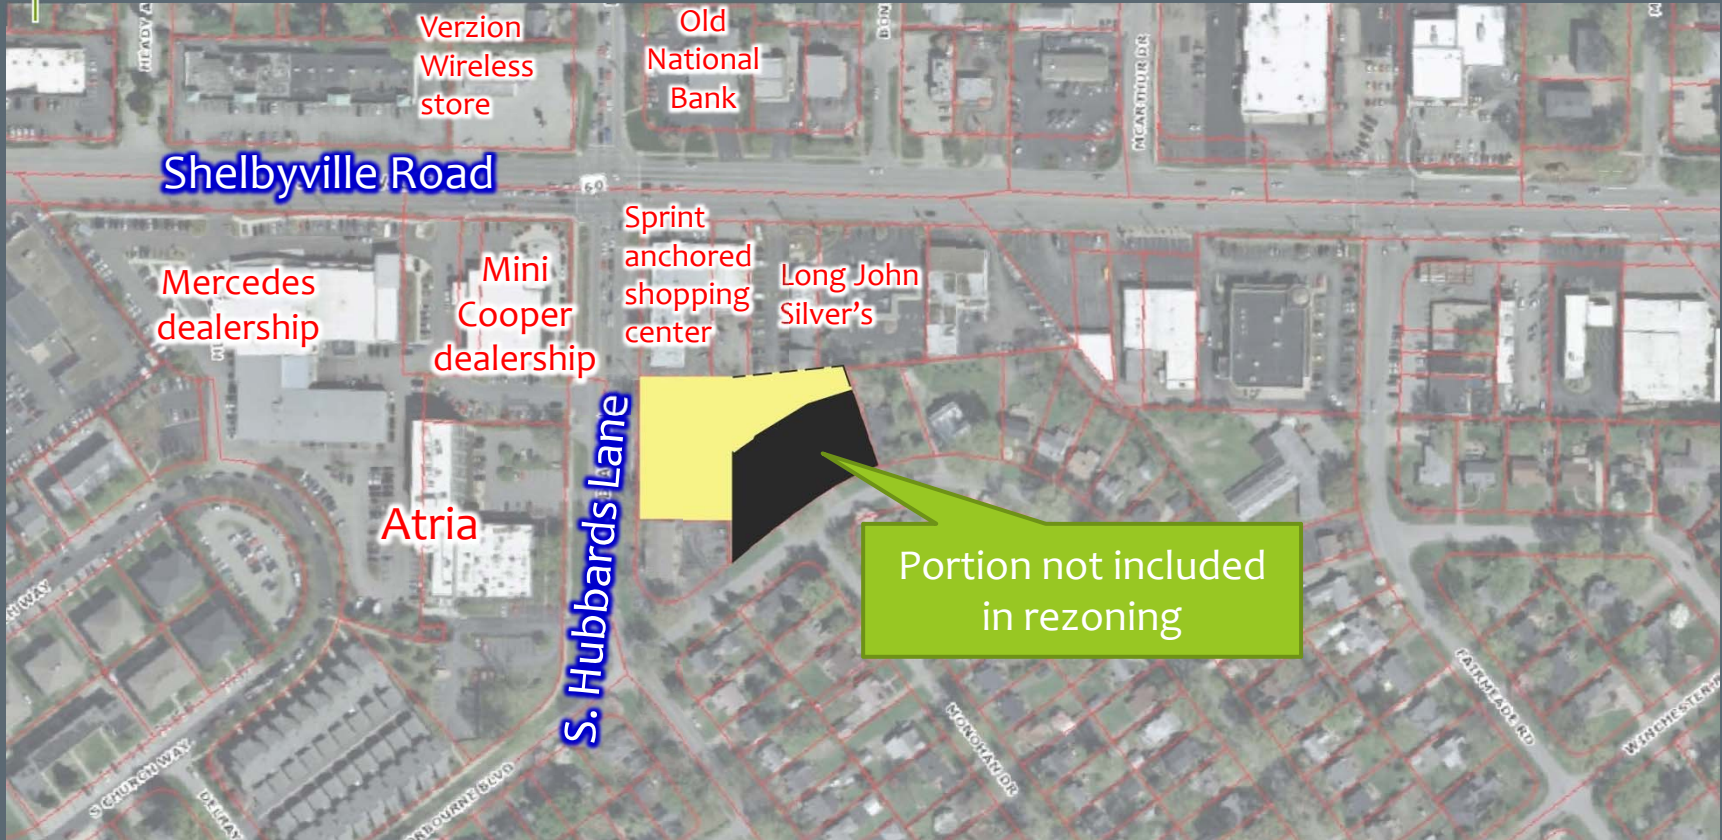 Verzion
Wireless
store
Old
National
Bank
MCARTHUR DR
Shelbyville Road
60
Sprint
anchored
shopping
center
Mercedes
dealership
Mini
Cooper
dealership
Long John
Silver's
S. Hubbards Lane
Atria
Portion not included
in rezoning
S CHURCH WAY
MONOHAN DR
FAIRMEADE RD